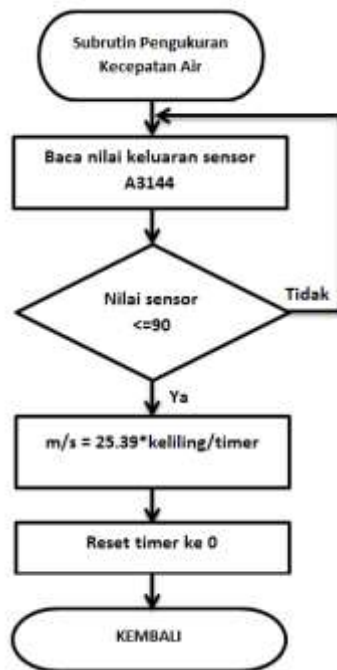 Subrutin Pengukuran
Kecepatan Air
Baca nilai keluaran sensor
A3144
Nilai sensor
<=90
Tidak
Ya
m/s = 25.39*keliling/timer
Reset timer ke 0
KEMBALI